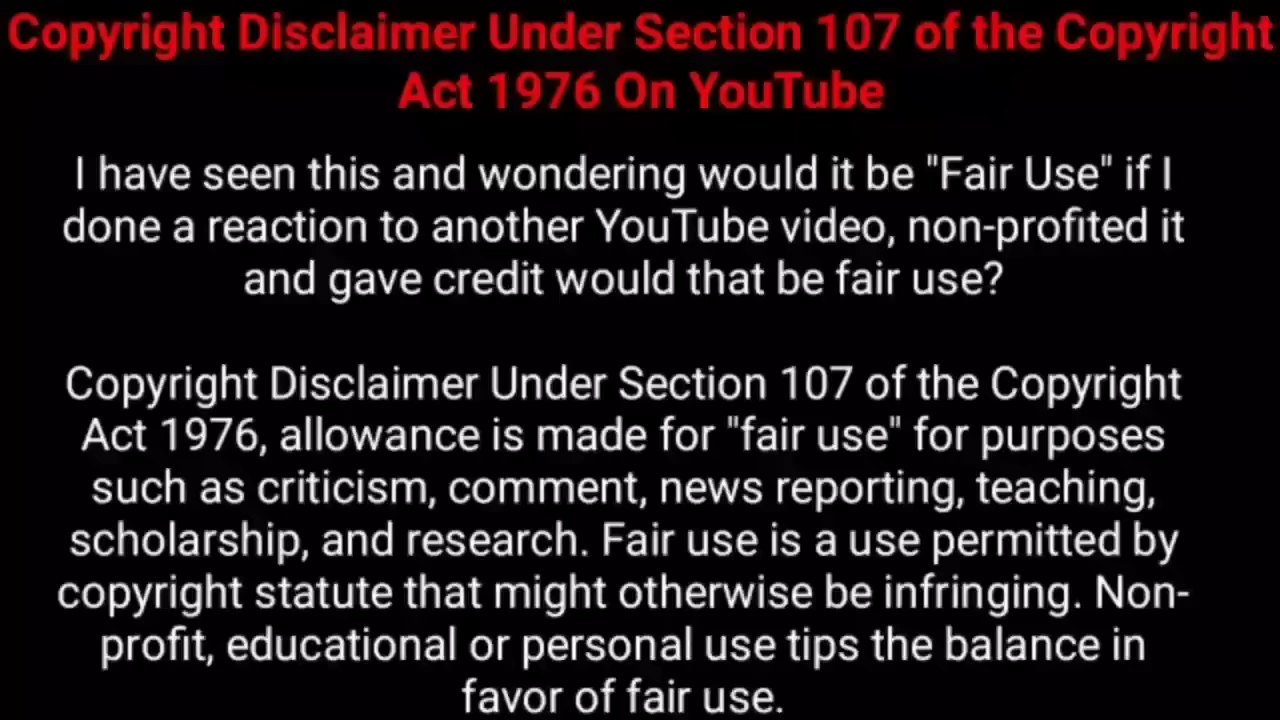 Copyright Disclaimer Under Section 107 of the Copyright
Act 1976 On YouTube
I have seen this and wondering would it be "Fair Use" if I
done a reaction to another YouTube video, non-profited it
and gave credit would that be fair use?
Copyright Disclaimer Under Section 107 of the Copyright
Act 1976, allowance is made for "fair use" for purposes
such as criticism, comment, news reporting, teaching,
scholarship, and research. Fair use is a use permitted by
copyright statute that might otherwise be infringing. Non-
profit, educational or personal use tips the balance in
favor of fair use.